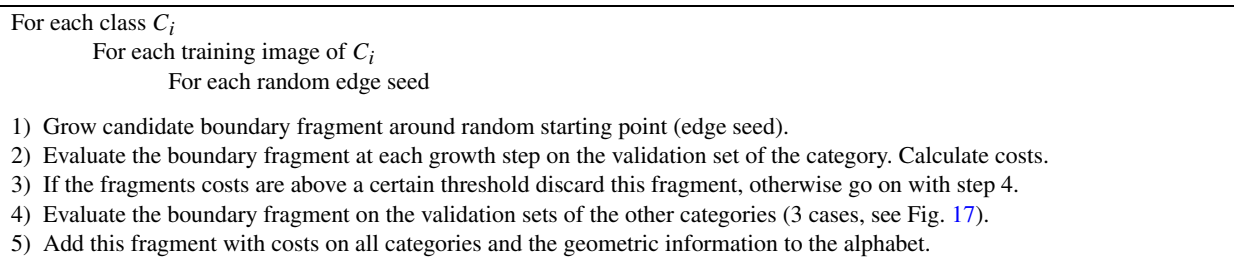 For each class Ci
For each training image of Ci
For each random edge seed
1) Grow candidate boundary fragment around random starting point (edge seed).
2) Evaluate the boundary fragment at each growth step on the validation set of the category. Calculate costs.
3) If the fragments costs are above a certain threshold discard this fragment, otherwise go on with step 4.
4) Evaluate the boundary fragment on the validation sets of the other categories (3 cases, see Fig. 17).
5) Add this fragment with costs on all categories and the geometric information to the alphabet.